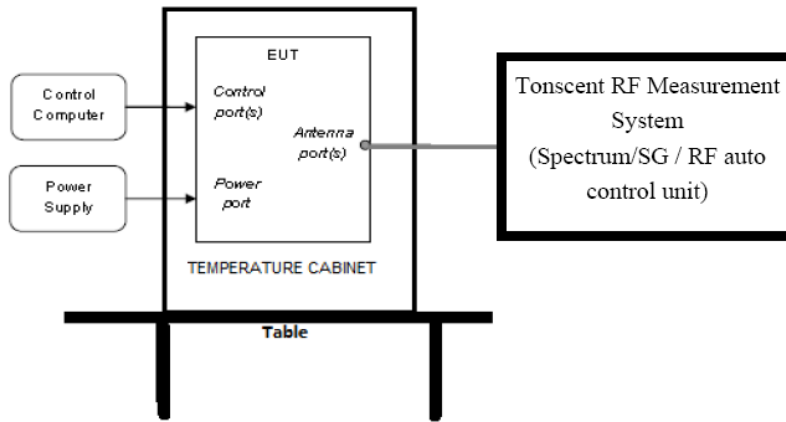 Control
Computer
Power
Supply
EUT
Control
port(s)
Antenna
port(s)
Power
port
TEMPERATURE CABINET
Table
Tonscent RF Measurement
System
(Spectrum/SG / RF auto
control unit)